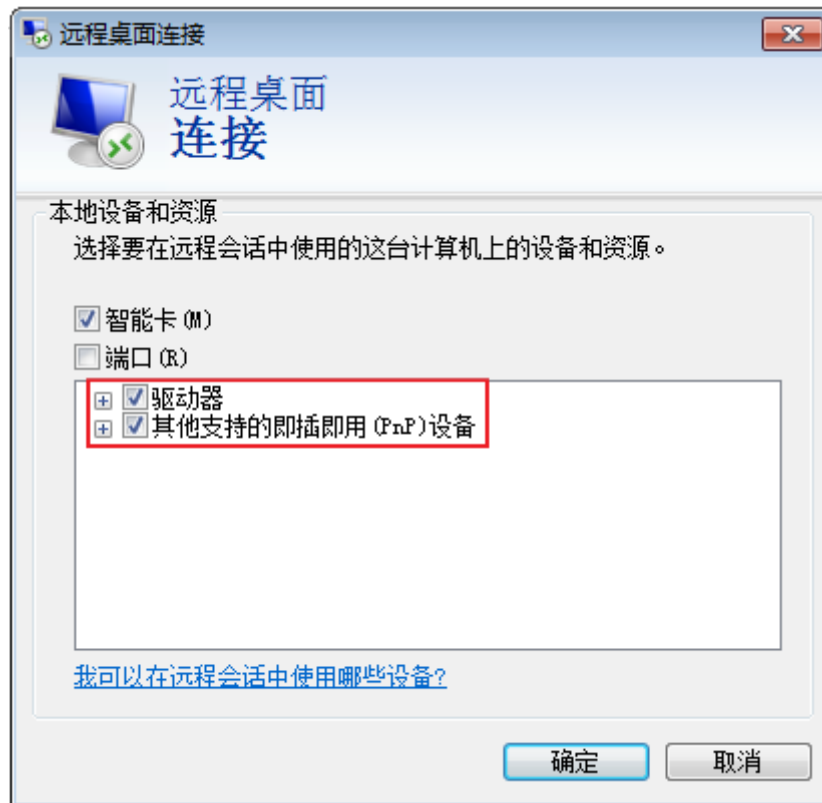 远程桌面连接
远程桌面
连接
本地设备和资源
选择要在远程会话中使用的这台计算机上的设备和资源。
智能卡(M)
端口(R)
驱动器
其他支持的即插即用(PnP)设备
我可以在远程会话中使用哪些设备?
确定
取消